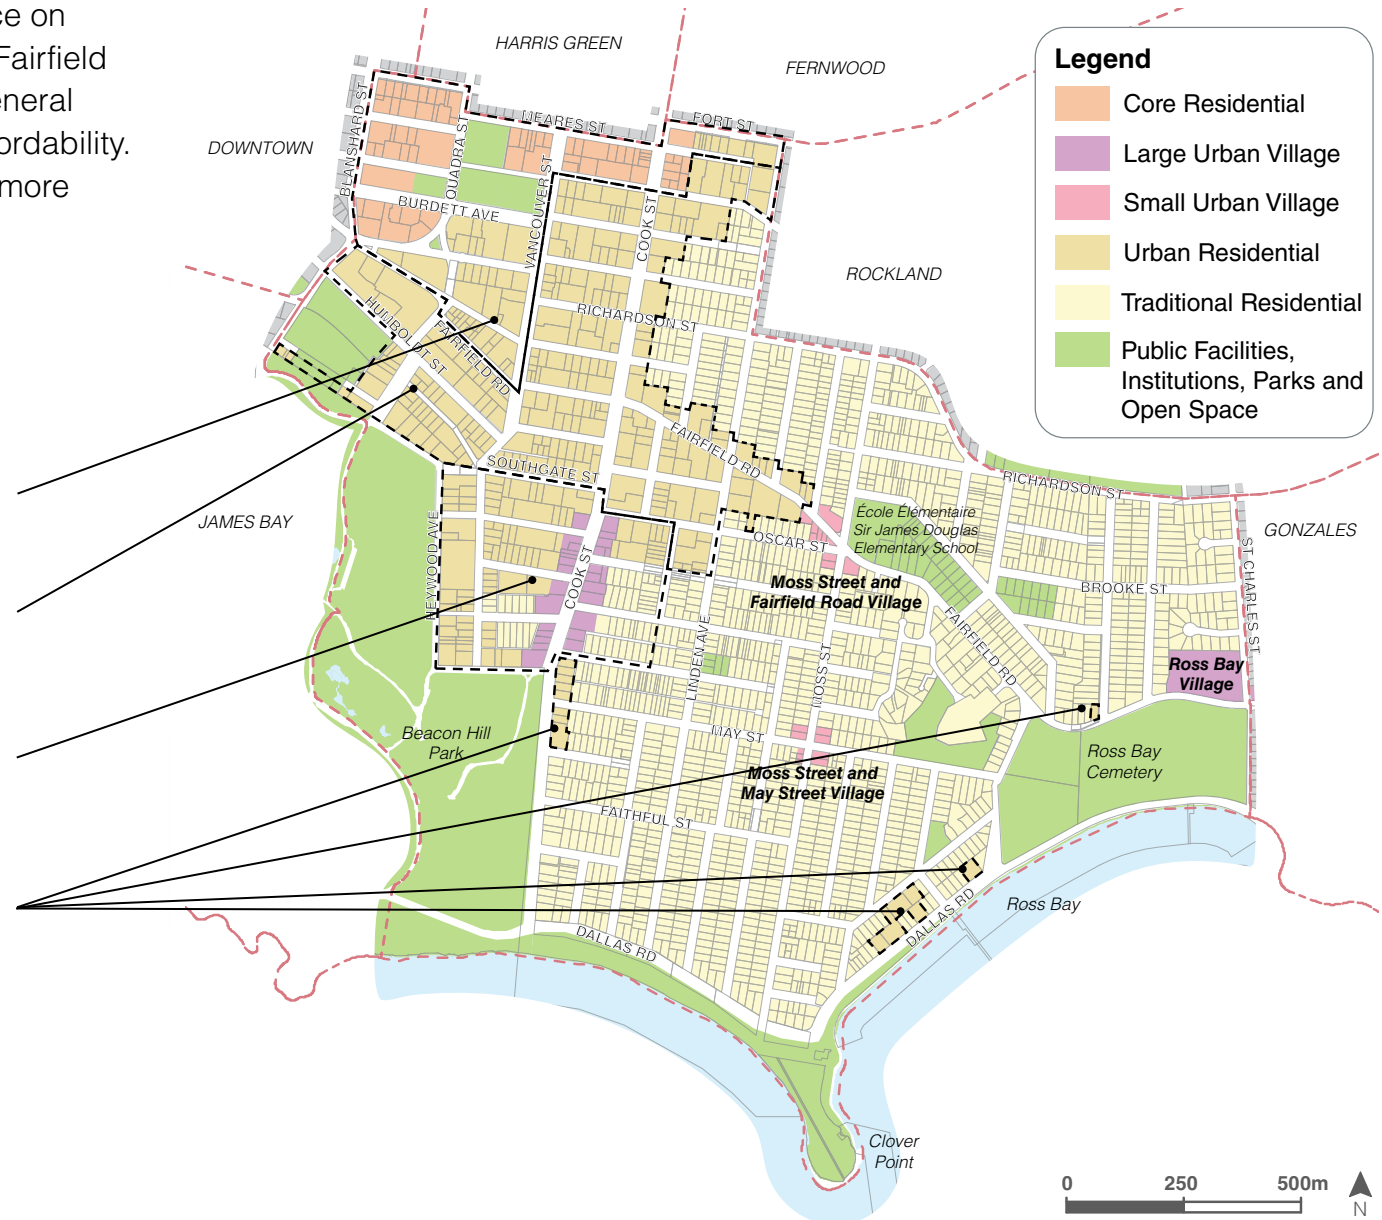 ce on
Fairfield
eneral
ordability.
more
HARRIS GREEN
FERNWOOD
DOWNTOWN
ROCKLAND
JAMES BAY
GONZALES
Legend
Core Residential
Large Urban Village
Small Urban Village
Urban Residential
Traditional Residential
Public Facilities,
Institutions, Parks and
Open Space
BLANSHARD ST
QUADRA ST
MEARES ST
FORT ST
VANCOUVER ST
BURDETT AVE
COOK ST
RICHARDSON ST
HUMBOLDT ST
FAIRFIELD RD
FAIRFIELD RD
SOUTHGATE ST
RICHARDSON ST
École Élémentaire
Sir James Douglas
Elementary School
OSCAR ST
HEYWOOD AVE
COOK ST
Moss Street and
Fairfield Road Village
BROOKE ST
ST CHARLES ST
FAIRFIELD RD
LINDEN AVE
MOSS ST
Ross Bay
Village
Beacon Hill
Park
MAY ST
Ross Bay
Cemetery
Moss Street and
May Street Village
FAITHFUL ST
DALLAS RD
DALLAS RD
Ross Bay
Clover
Point
0 250 500m
N